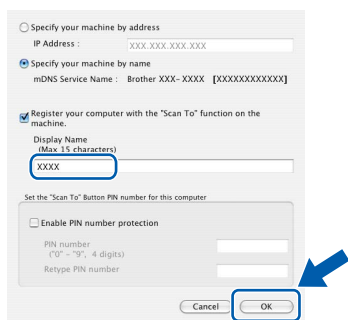 Specify your machine by address
IP Address : XXX.XXX.XXX.XXX
Specify your machine by name
mDNS Service Name : Brother XXX-XXXX [XXXXXXXXXXXX]
Register your computer with the "Scan To" function on the
machine.
Display Name
(Max 15 characters)
XXXX
Set the "Scan To" Button PIN number for this computer
Enable PIN number protection
PIN number
("0" - "9", 4 digits)
Retype PIN number
Cancel OK